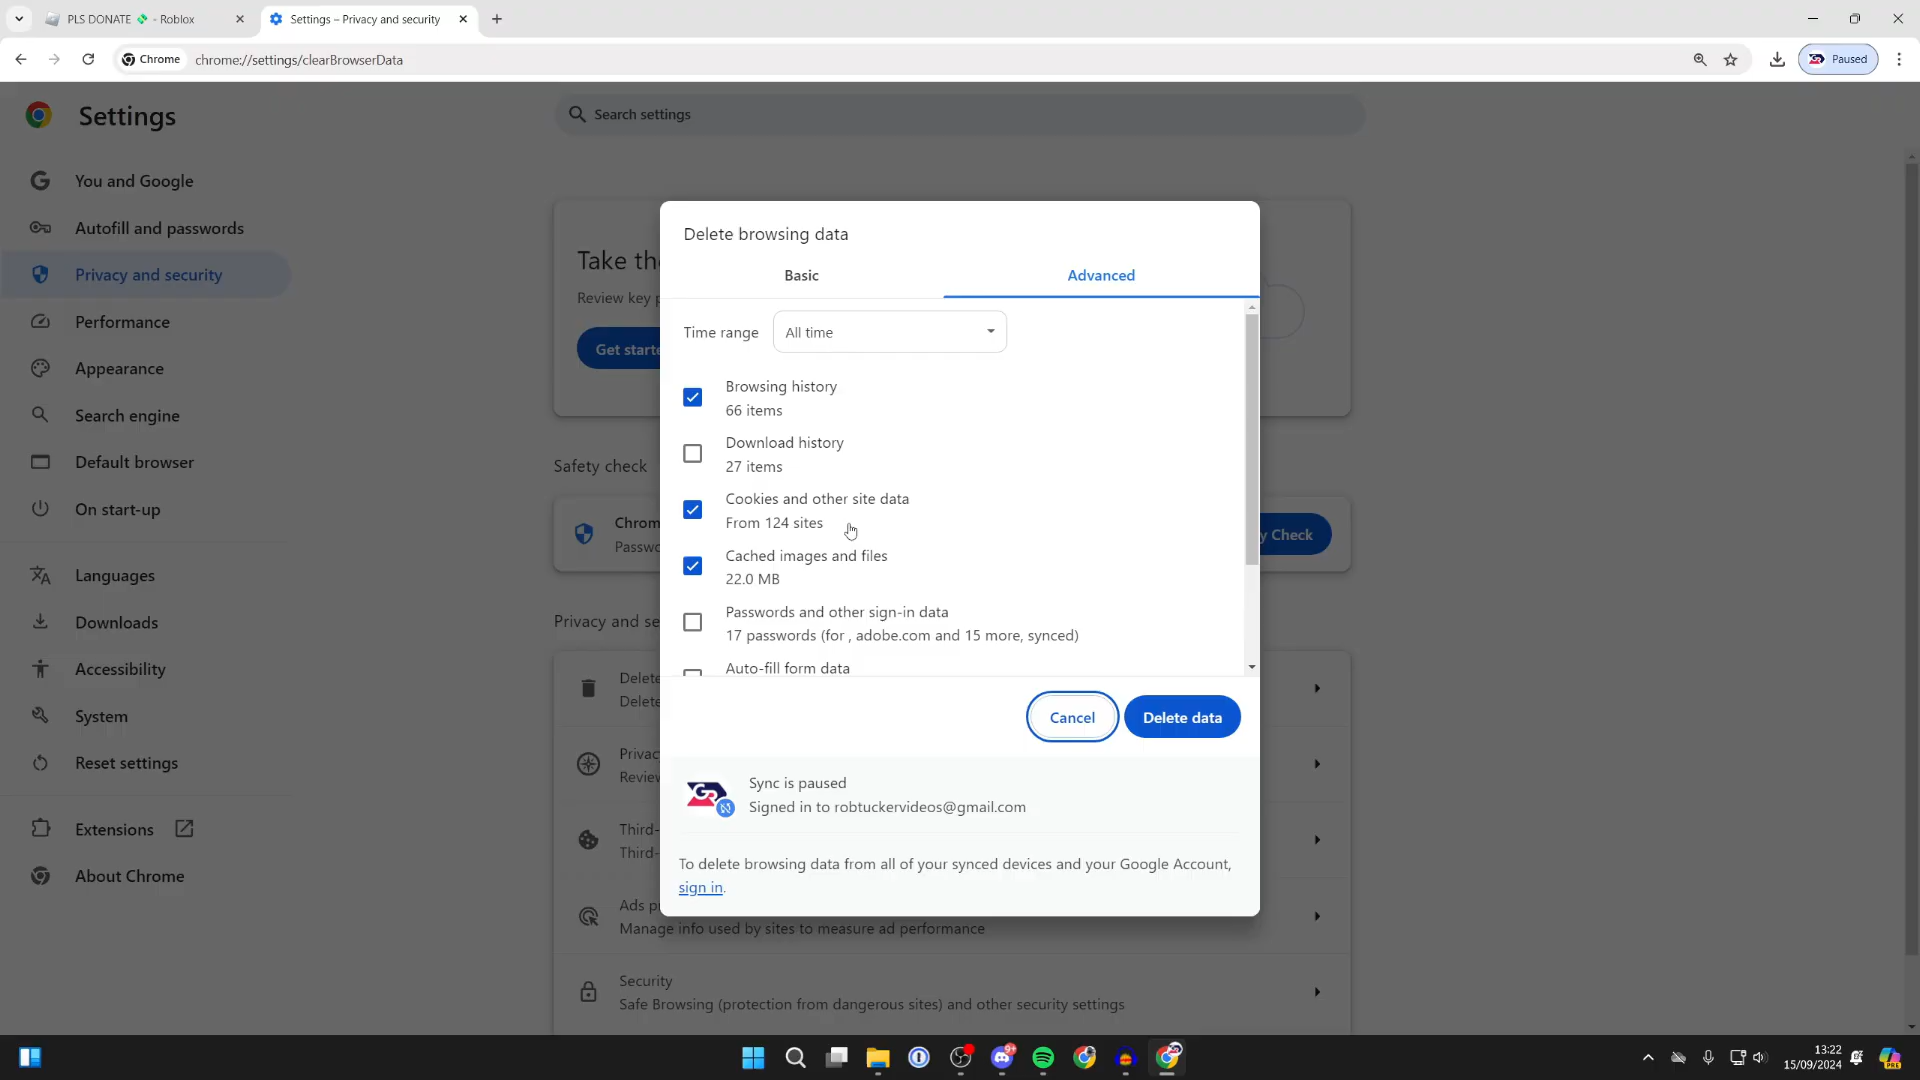 PLS DONATE - Roblox
Settings – Privacy and security
Chrome
chrome://settings/clearBrowserData
Paused
Settings
Search settings
You and Google
Autofill and passwords
Privacy and security
Performance
Appearance
Search engine
Default browser
On start-up
Languages
Downloads
Accessibility
System
Reset settings
Extensions
About Chrome
Take the
Review key p
Get starte
Safety check
Chrom
Passwo
y Check
Privacy and se
Delete
Delete
Privac
Review
Third-
Third-
Ads p
Manage info used by sites to measure ad performance
Security
Safe Browsing (protection from dangerous sites) and other security settings
Delete browsing data
Basic
Advanced
Time range
All time
Browsing history
66 items
Download history
27 items
Cookies and other site data
From 124 sites
Cached images and files
22.0 MB
Passwords and other sign-in data
17 passwords (for , adobe.com and 15 more, synced)
Auto-fill form data
Cancel
Delete data
Sync is paused
Signed in to robtuckervideos@gmail.com
To delete browsing data from all of your synced devices and your Google Account,
sign in.
13:22
15/09/2024